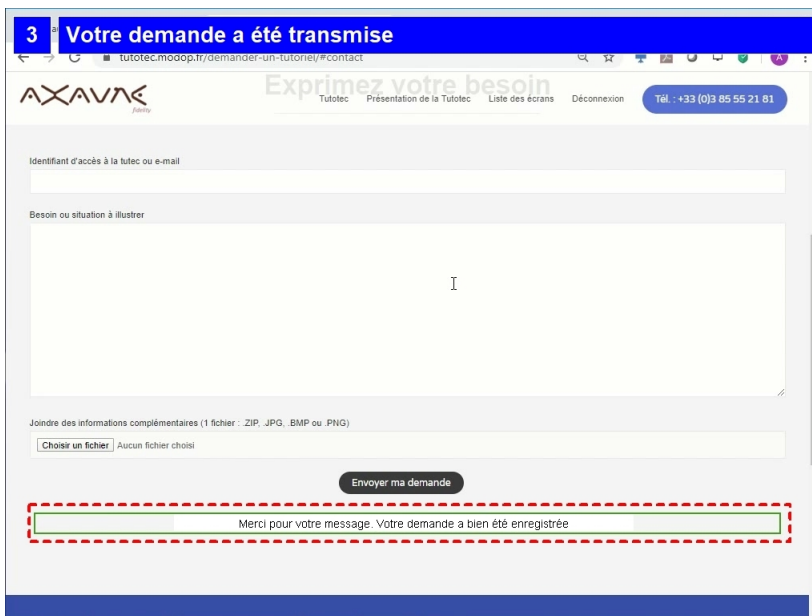 3 Votre demande a été transmise
tutotec.modop.fr/demander-un-tutoriel/#contact
Exprimez votre besoin
AXAVNE
fidelity
Tutotec Présentation de la Tutotec Liste des écrans Déconnexion Tél. : +33 (0)3 85 55 21 81
Identifiant d'accès à la tutec ou e-mail
Besoin ou situation à illustrer
Joindre des informations complémentaires (1 fichier : .ZIP, .JPG, .BMP ou .PNG)
Choisir un fichier Aucun fichier choisi
Envoyer ma demande
Merci pour votre message. Votre demande a bien été enregistrée